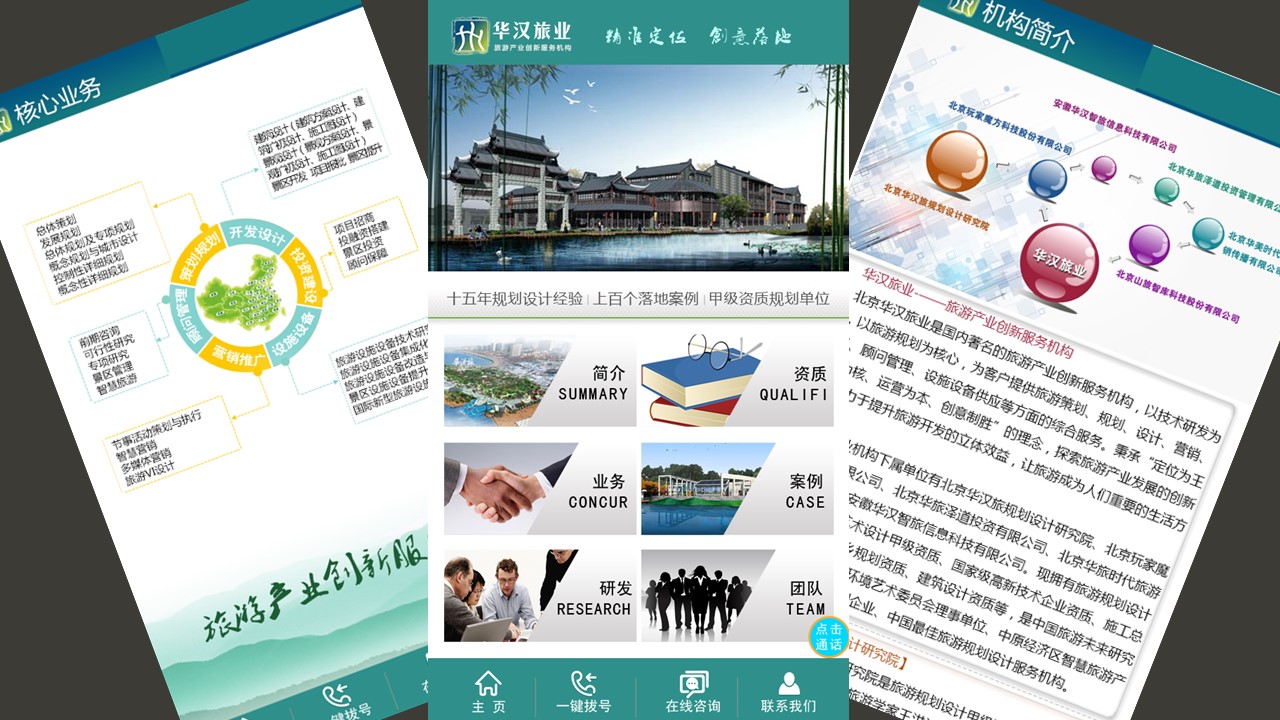 核心业务
建筑设计（建筑方案设计、建
筑扩初设计、施工图设计）
景观设计（景观方案设计、景
观扩初设计、施工图设计）
景区开发 项目报批 景区提升
总体策划
发展规划
总体规划及专项规划
概念规划与城市设计
控制性详细规划
概念性详细规划
项目招商
投融资搭建
景区投资
顾问保障
策划规划
开发设计
投资建设
设施设备
营销推广
顾问管理
前期咨询
可行性研究
专项研究
景区管理
智慧旅游
旅游设施设备技术研
旅游设施设备集成化
旅游设施设备改造与
景区设施设备提升
国际新型旅游设施
节事活动策划与执行
智慧营销
多媒体营销
旅游VI设计
旅游产业创新服
键拨号
华汉旅业
旅游产业创新服务机构
精准定位 创意落地
十五年规划设计经验 | 上百个落地案例 | 甲级资质规划单位
简介
SUMMARY
资质
QUALIFI
业务
CONCUR
案例
CASE
研发
RESEARCH
团队
TEAM
点击
通话
主 页
一键拨号
在线咨询
联系我们
机构简介
安徽华汉智旅信息科技有限公司
北京玩家魔方科技股份有限公司
北京华旅泽道投资管理有限公
北京华汉旅规划设计研究院
华汉旅业
北京华美时代
销传播有限公
北京山旅智库科技股份有限公司
华汉旅业——旅游产业创新服务机构
北京华汉旅业是国内著名的旅游产业创新服务机构，以技术研发为
以旅游规划为核心，为客户提供旅游策划、规划、设计、营销、
顾问管理、设施设备供应等方面的综合服务。秉承“定位为王
核、运营为本、创意制胜”的理念，探索旅游产业发展的创新
力于提升旅游开发的立体效益，让旅游成为人们重要的生活方
机构下属单位有北京华汉旅规划设计研究院、北京玩家魔
限公司、北京华旅泽道投资有限公司、北京华旅时代旅游
安徽华汉智旅信息科技有限公司。现拥有旅游规划设计
术设计甲级资质、国家级高新技术企业资质、施工总
规划资质、建筑设计资质等，是中国旅游未来研究
环境艺术委员会理事单位、中原经济区智慧旅游产
企业、中国最佳旅游规划设计服务机构。
计研究院】
研究院是旅游规划设计甲级
旅游学家王